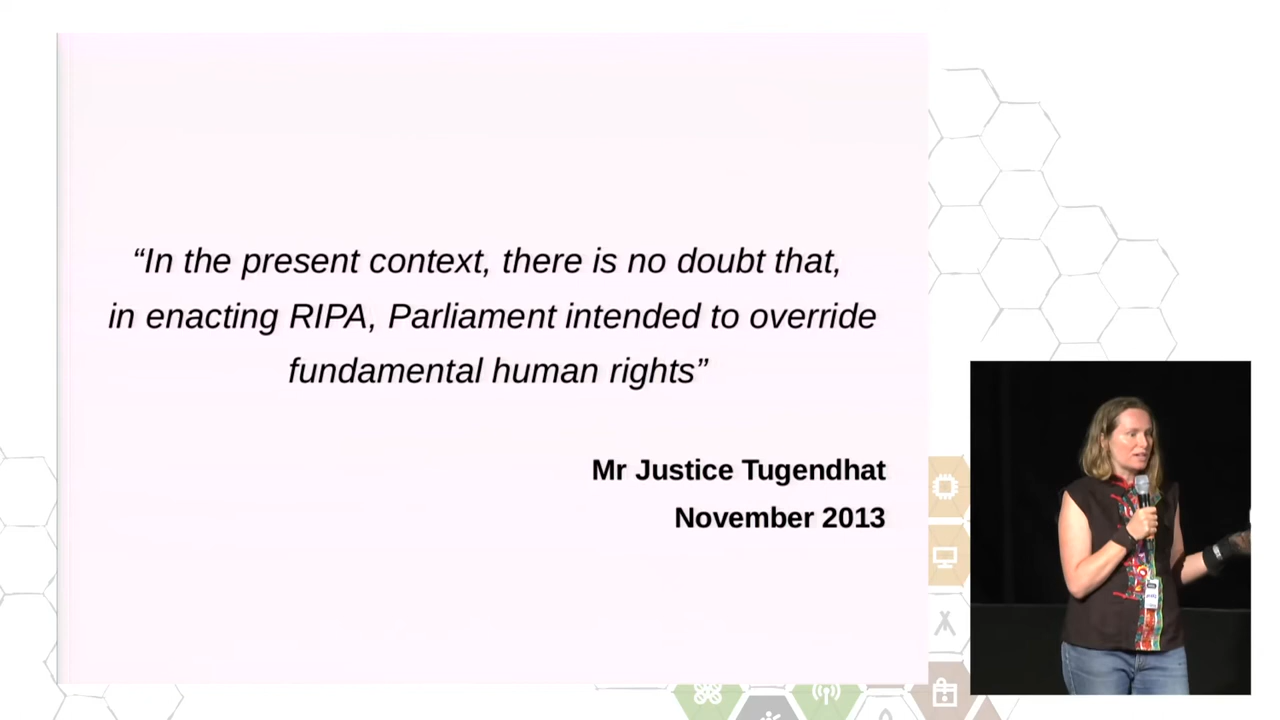 “In the present context, there is no doubt that,
in enacting RIPA, Parliament intended to override
fundamental human rights”
Mr Justice Tugendhat
November 2013